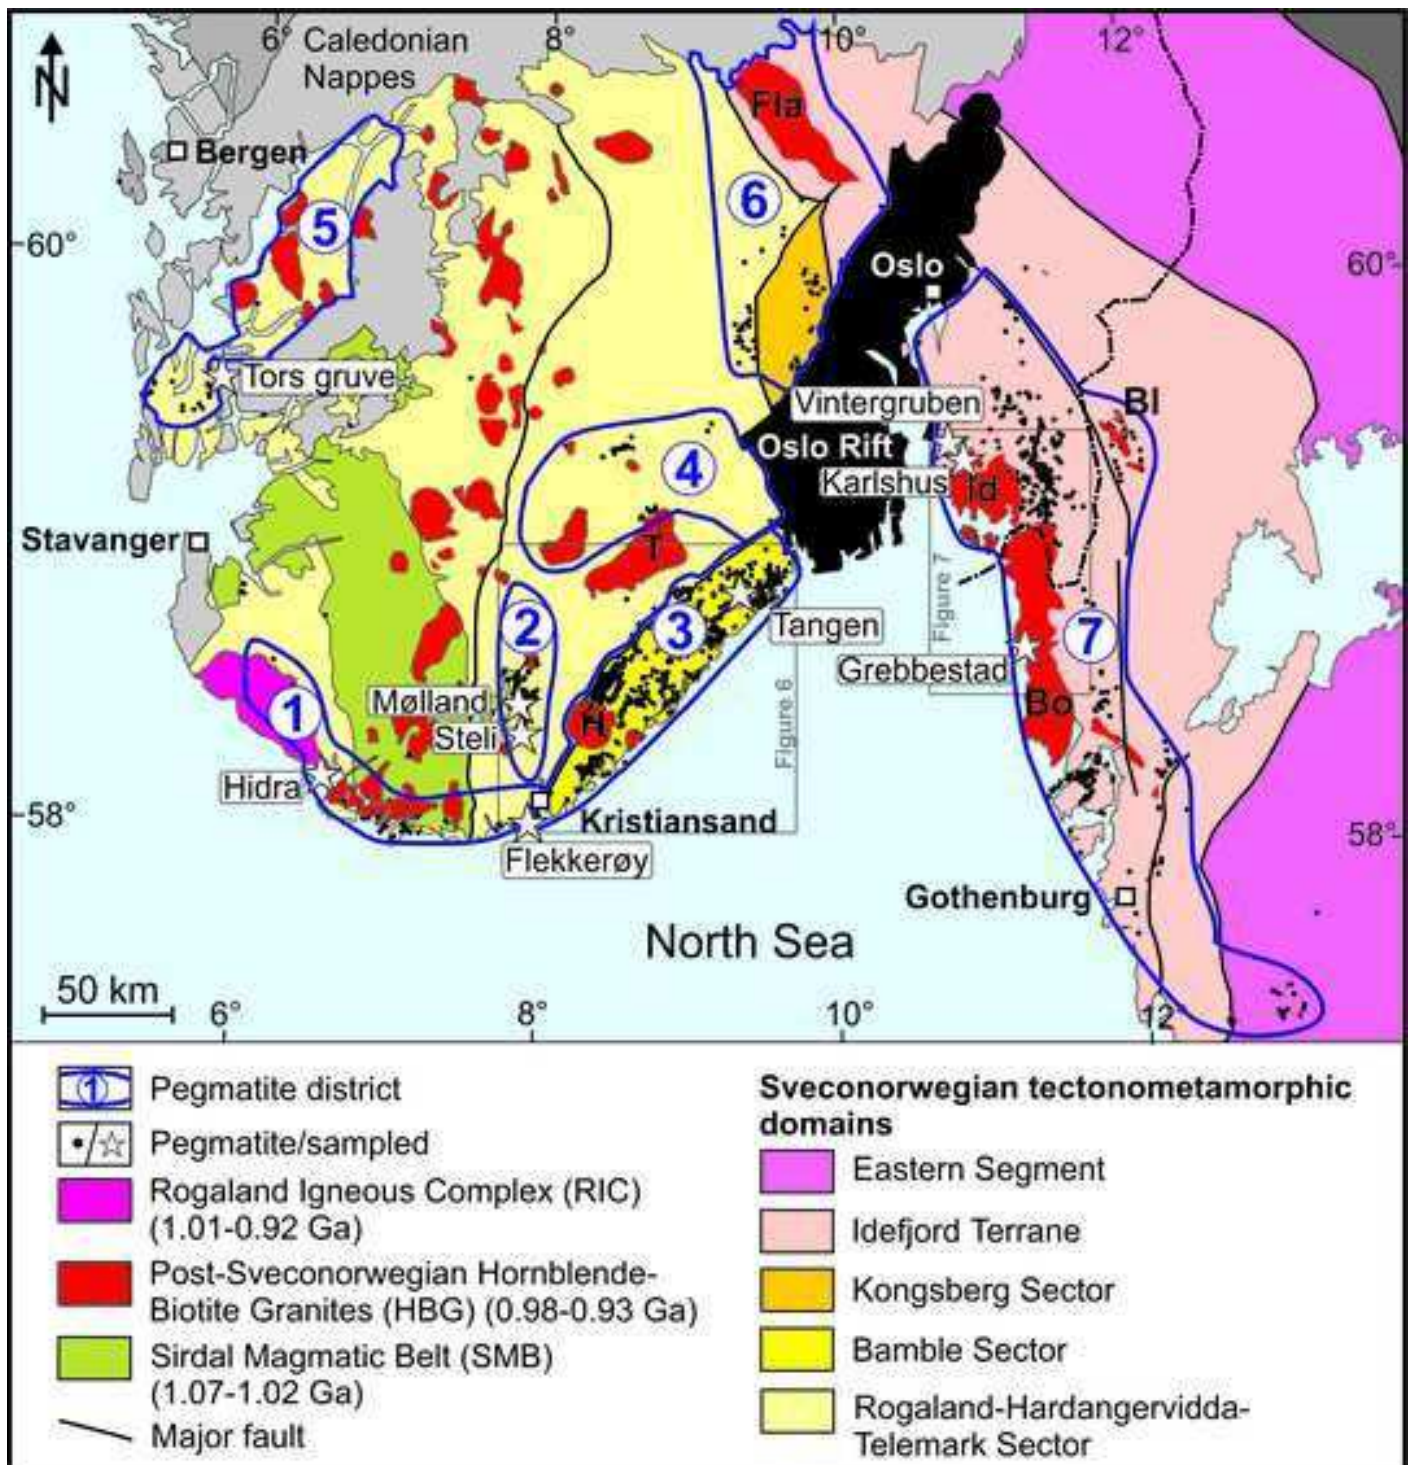 6° Caledonian
Nappes
8°
10°
12°
N
Fla
Bergen
5
6
60°
60°
Oslo
Tors gruve
Vintergruben
Bl
Oslo Rift
4
Karlshus
Id
Stavanger
T
Figure 7
2
3
Tangen
7
Grebbestad
1
Mølland
H
Bo
Steli
Figure 6
Hidra
58°
Kristiansand
58°
Flekkerøy
Gothenburg
North Sea
50 km
6°
8°
10°
12°
1 Pegmatite district
Pegmatite/sampled
Rogaland Igneous Complex (RIC)
(1.01-0.92 Ga)
Post-Sveconorwegian Hornblende-
Biotite Granites (HBG) (0.98-0.93 Ga)
Sirdal Magmatic Belt (SMB)
(1.07-1.02 Ga)
Major fault
Sveconorwegian tectonometamorphic
domains
Eastern Segment
Idefjord Terrane
Kongsberg Sector
Bamble Sector
Rogaland-Hardangervidda-
Telemark Sector